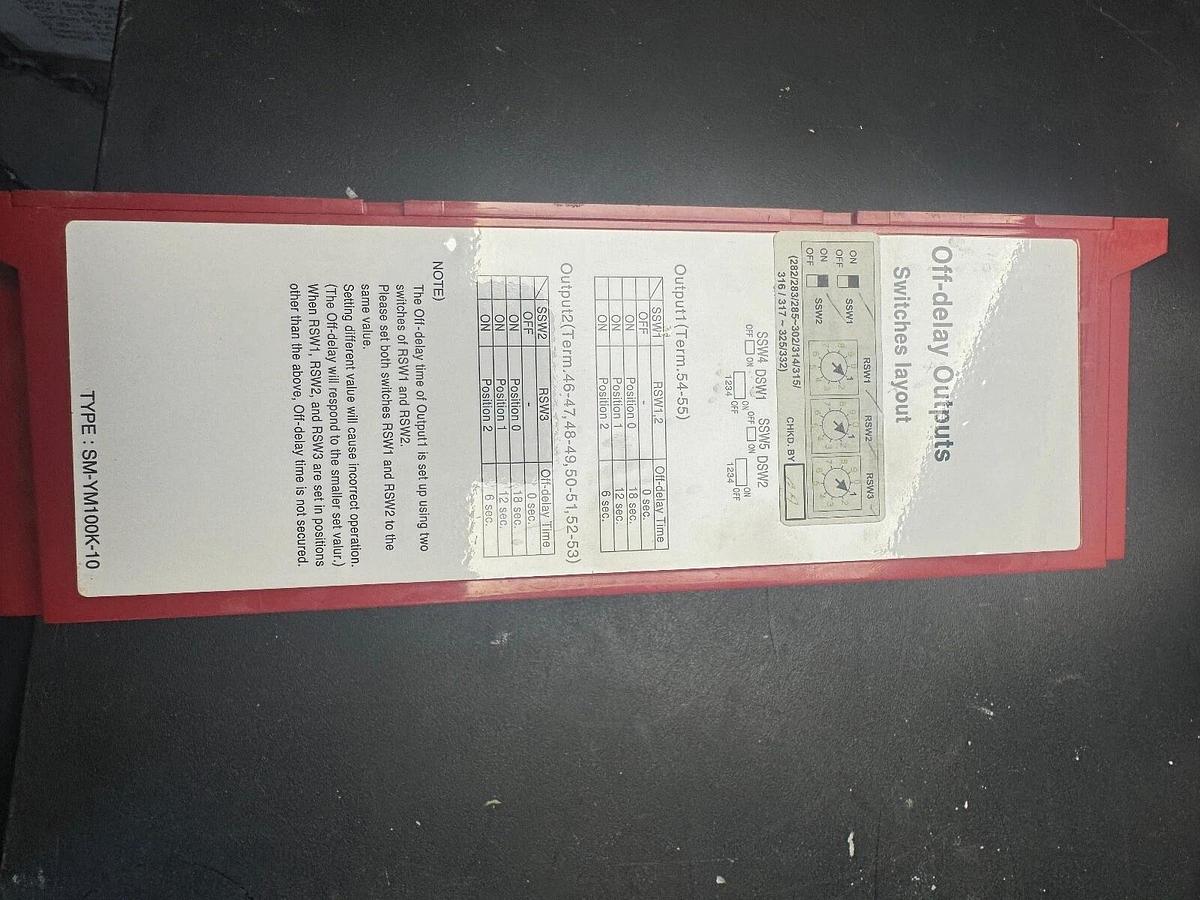 Off-delay Outputs
Switches layout
RSW1 RSW2 RSW3
ON
OFF
SSW1
ON
OFF
SSW2
CHKD. BY
(282/283/285~302/314/315/
316 / 317 ~ 325/332)
SSW4 DSW1 SSW5 DSW2
OFF ON ON OFF ON
1234 OFF 1234 OFF
Output1(Term.54-55)
SSW1 RSW1,2 Off-delay Time
OFF - 0 sec.
ON Position 0 18 sec.
ON Position 1 12 sec.
ON Position 2 6 sec.
Output2(Term.46-47,48-49,50-51,52-53)
SSW2 RSW3 Off-delay Time
OFF - 0 sec.
ON Position 0 18 sec.
ON Position 1 12 sec.
ON Position 2 6 sec.
NOTE)
The Off-delay time of Output1 is set up using two
switches of RSW1 and RSW2.
Please set both switches RSW1 and RSW2 to the
same value.
Setting different value will cause incorrect operation.
(The Off-delay will respond to the smaller set valur.)
When RSW1, RSW2, and RSW3 are set in positions
other than the above, Off-delay time is not secured.
TYPE : SM-YM100K-10